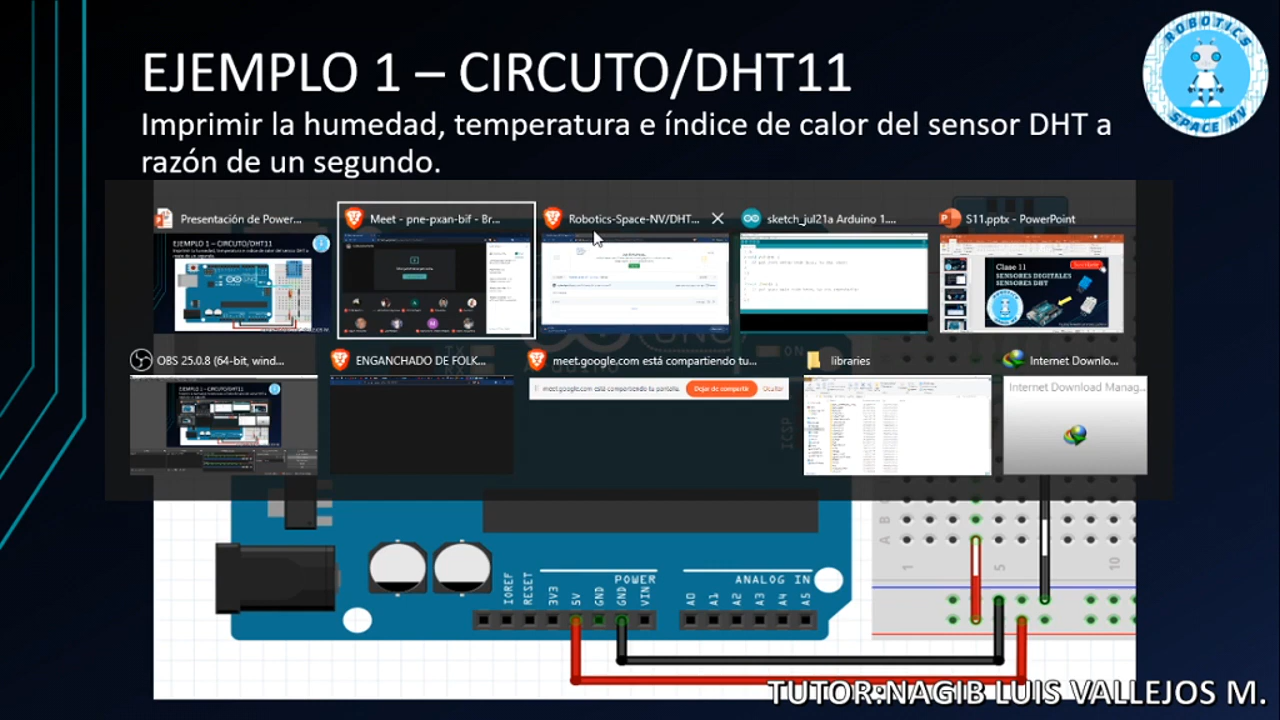 EJEMPLO 1 – CIRCUTO/DHT11
Imprimir la humedad, temperatura e índice de calor del sensor DHT a
razón de un segundo.
ROBOTICS
SPACE NV
Presentación de Power...
Meet - pne-pxan-bif - Br...
Robotics-Space-NV/DHT...
sketch_jul21a Arduino 1....
S11.pptx - PowerPoint
EJEMPLO 1 – CIRCUTO/DHT11
Clase 11
SENSORES DIGITALES
SENSORES DHT
OBS 25.0.8 (64-bit, wind...
ENGANCHADO DE FOLK...
meet.google.com está compartiendo tu...
libraries
Internet Downlo...
meet.google.com está compartiendo tu pantalla.
Dejar de compartir
Ocultar
Internet Download Manag...
ICSP
IOREF
RESET
3V3
5V
GND
GND
VIN
POWER
ANALOG IN
A0
A1
A2
A3
A4
A5
B
A
1
5
10
TUTOR:NAGIB LUIS VALLEJOS M.